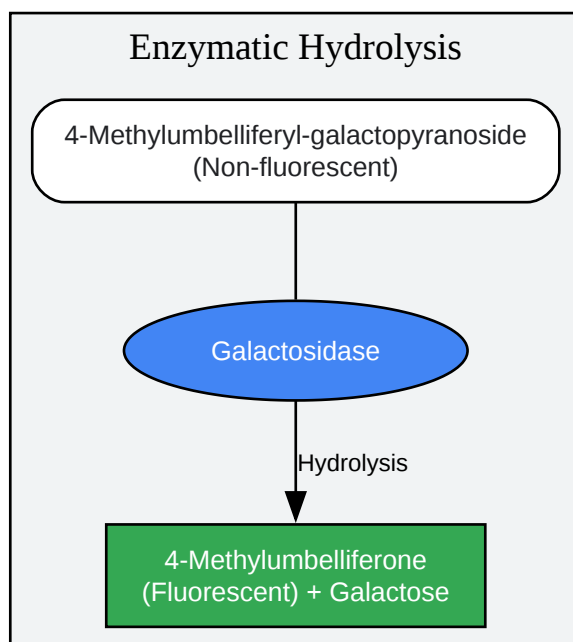 Enzymatic Hydrolysis
4-Methylumbelliferyl-galactopyranoside
(Non-fluorescent)
Galactosidase
Hydrolysis
4-Methylumbelliferone
(Fluorescent) + Galactose